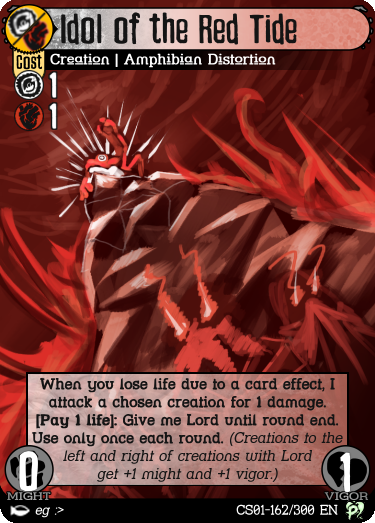 Idol of the Red Tide
Cost
Creation | Amphibian Distortion
1
1
When you lose life due to a card effect, I
attack a chosen creation for 1 damage.
[Pay 1 life]: Give me Lord until round end.
Use only once each round. (Creations to the
left and right of creations with Lord
get +1 might and +1 vigor.)
0
MIGHT
1
VIGOR
eg :>
CS01-162/300 EN